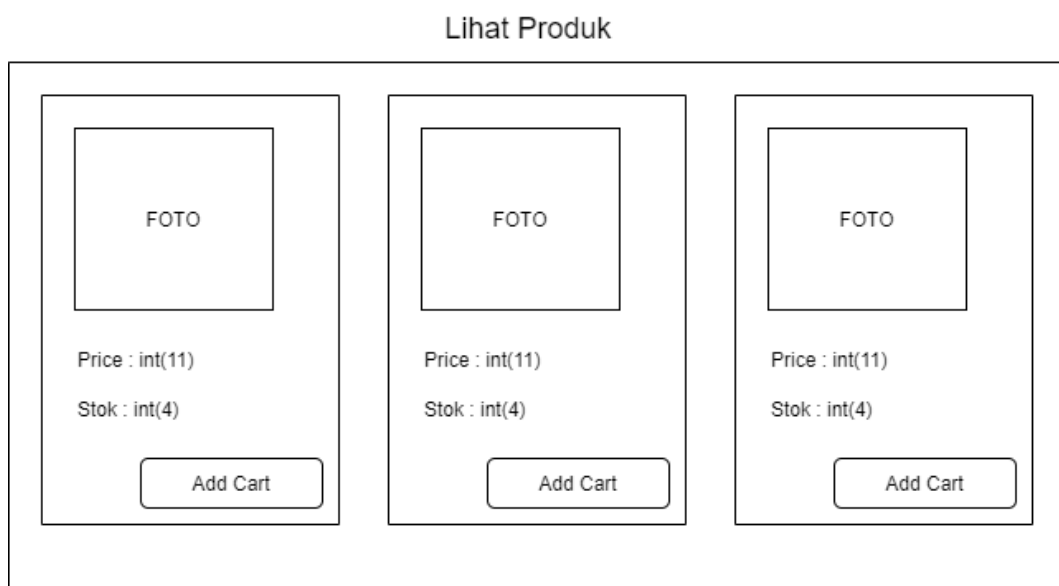 Lihat Produk
FOTO
FOTO
FOTO
Price : int(11)
Price : int(11)
Price : int(11)
Stok : int(4)
Stok : int(4)
Stok : int(4)
Add Cart
Add Cart
Add Cart